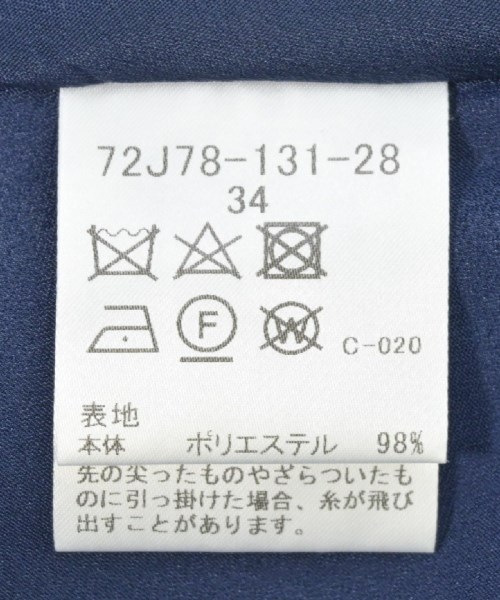 72J78-131-28
34
F W C-020
表地
本体 ポリエステル 98%
先の尖ったものやざらついたも
のに引っ掛けた場合、糸が飛び
出すことがあります。